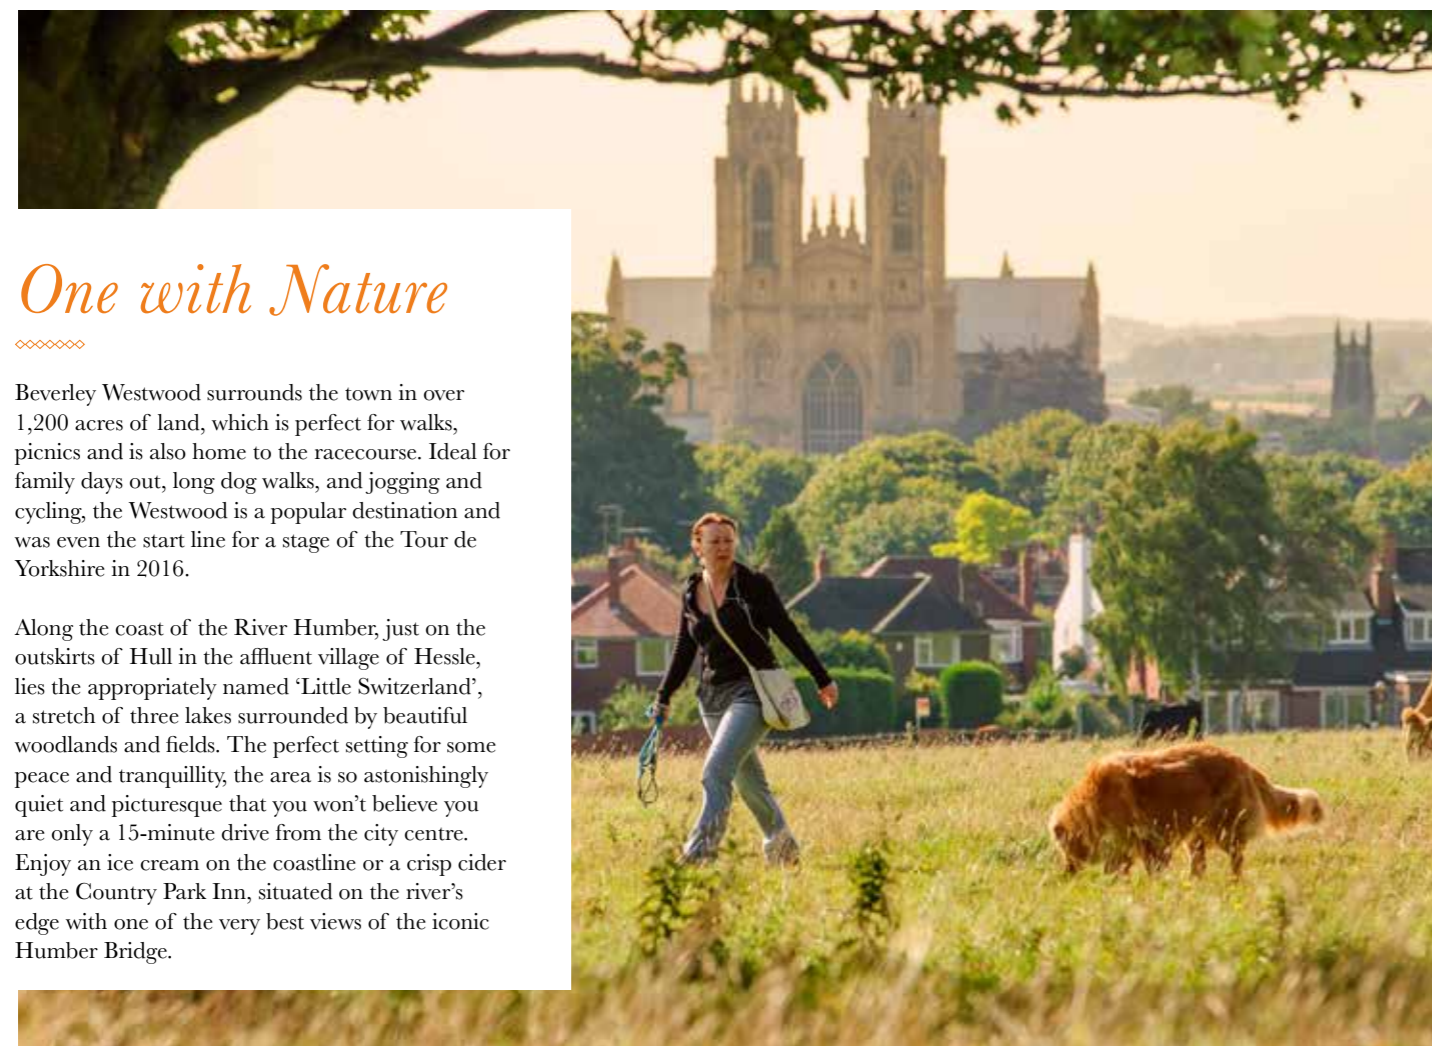 One with Nature
Beverley Westwood surrounds the town in over
1,200 acres of land, which is perfect for walks,
picnics and is also home to the racecourse. Ideal for
family days out, long dog walks, and jogging and
cycling, the Westwood is a popular destination and
was even the start line for a stage of the Tour de
Yorkshire in 2016.
Along the coast of the River Humber, just on the
outskirts of Hull in the affluent village of Hessle,
lies the appropriately named ‘Little Switzerland’,
a stretch of three lakes surrounded by beautiful
woodlands and fields. The perfect setting for some
peace and tranquillity, the area is so astonishingly
quiet and picturesque that you won’t believe you
are only a 15-minute drive from the city centre.
Enjoy an ice cream on the coastline or a crisp cider
at the Country Park Inn, situated on the river’s
edge with one of the very best views of the iconic
Humber Bridge.